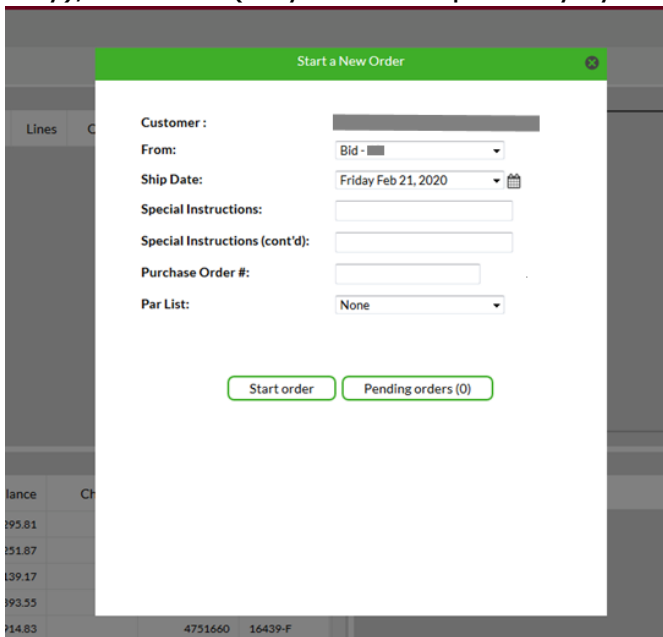 Start a New Order
Lines
Customer :
From:
Bid -
Ship Date:
Friday Feb 21, 2020
Special Instructions:
Special Instructions (cont'd):
Purchase Order #:
Par List:
None
Start order
Pending orders (0)
lance
Ch
295.81
251.87
139.17
393.55
914.83
4751660
16439-F